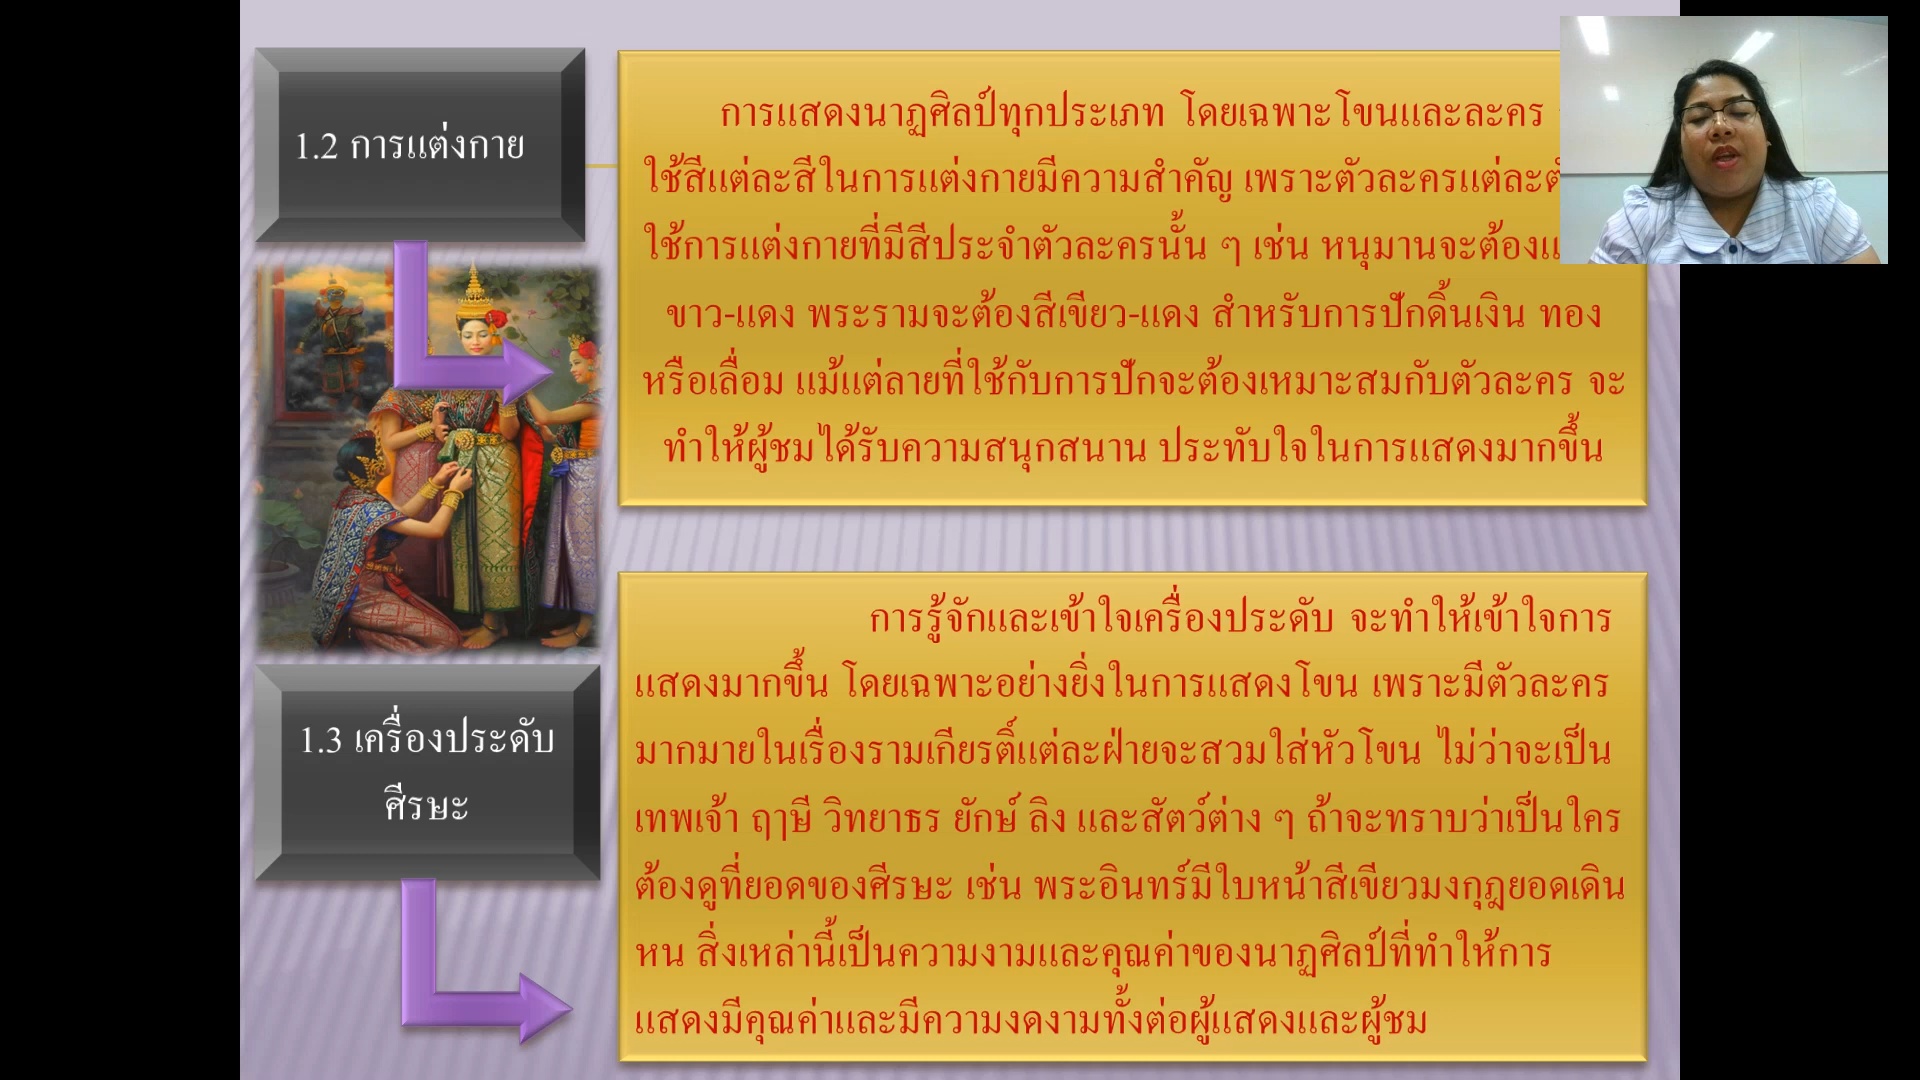 1.2 การแต่งกาย
การแสดงนาฏศิลป์ทุกประเภท โดยเฉพาะโขนและละคร
ใช้สีแต่ละสีในการแต่งกายมีความสำคัญ เพราะตัวละครแต่ละ
ใช้การแต่งกายที่มีสีประจำตัวละครนั้น ๆ เช่น หนุมานจะต้อง
ขาว-แดง พระรามจะต้องสีเขียว-แดง สำหรับการปักดิ้นเงิน ทอง
หรือเลื่อม แม้แต่ลายที่ใช้กับการปักจะต้องเหมาะสมกับตัวละคร จะ
ทำให้ผู้ชมได้รับความสนุกสนาน ประทับใจในการแสดงมากขึ้น
1.3 เครื่องประดับ
ศีรษะ
การรู้จักและเข้าใจเครื่องประดับ จะทำให้เข้าใจการ
แสดงมากขึ้น โดยเฉพาะอย่างยิ่งในการแสดงโขน เพราะมีตัวละคร
มากมายในเรื่องรามเกียรติ์แต่ละฝ่ายจะสวมใส่หัวโขน ไม่ว่าจะเป็น
เทพเจ้า ฤๅษี วิทยาธร ยักษ์ ลิง และสัตว์ต่าง ๆ ถ้าจะทราบว่าเป็นใคร
ต้องดูที่ยอดของศีรษะ เช่น พระอินทร์มีใบหน้าสีเขียวมงกุฎยอดเดิน
หน สิ่งเหล่านี้เป็นความงามและคุณค่าของนาฏศิลป์ที่ทำให้การ
แสดงมีคุณค่าและมีความงดงามทั้งต่อผู้แสดงและผู้ชม